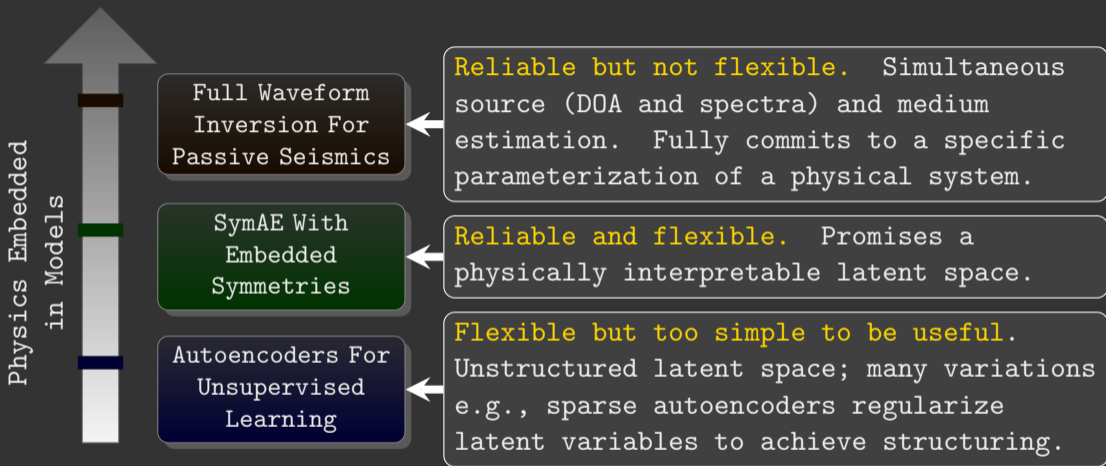 Physics Embedded
in Models
Full Waveform
Inversion For
Passive Seismics
Reliable but not flexible. Simultaneous
source (DOA and spectra) and medium
estimation. Fully commits to a specific
parameterization of a physical system.
SymAE With
Embedded
Symmetries
Reliable and flexible. Promises a
physically interpretable latent space.
Autoencoders For
Unsupervised
Learning
Flexible but too simple to be useful.
Unstructured latent space; many variations
e.g., sparse autoencoders regularize
latent variables to achieve structuring.